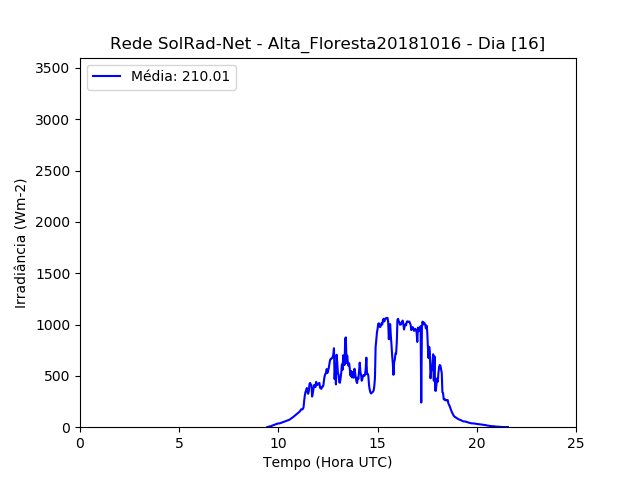 Rede SolRad-Net - Alta_Floresta20181016 - Dia [16]
Média: 210.01
3500
3000
2500
2000
1500
1000
500
0
Irradiância (Wm-2)
0 5 10 15 20 25
Tempo (Hora UTC)